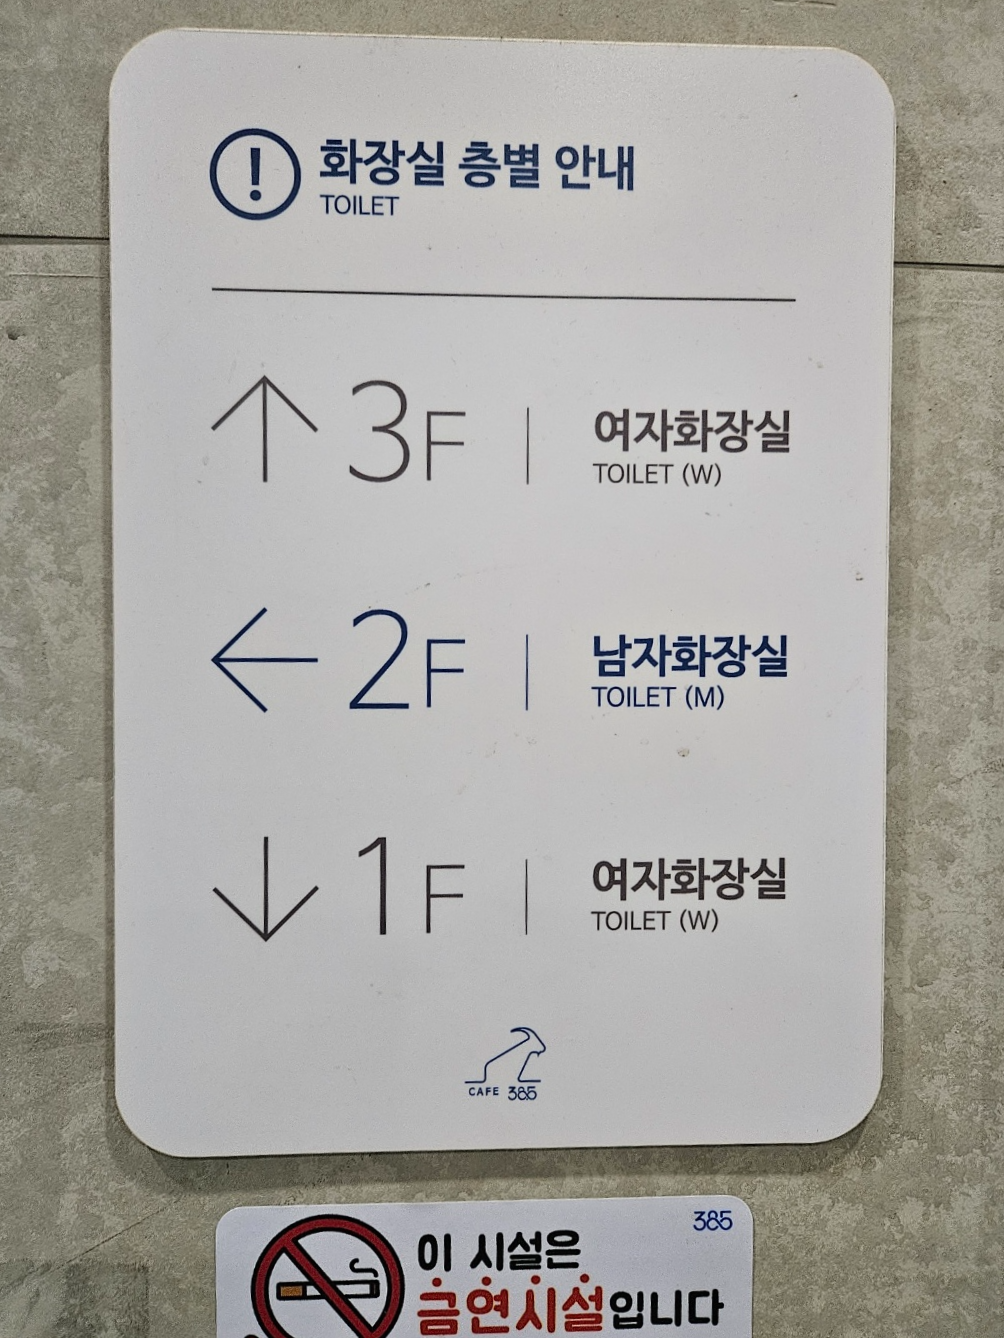 화장실 층별 안내
TOILET
3F
여자화장실
TOILET (W)
2F
남자화장실
TOILET (M)
1F
여자화장실
TOILET (W)
CAFE 385
385
이 시설은
금연시설입니다